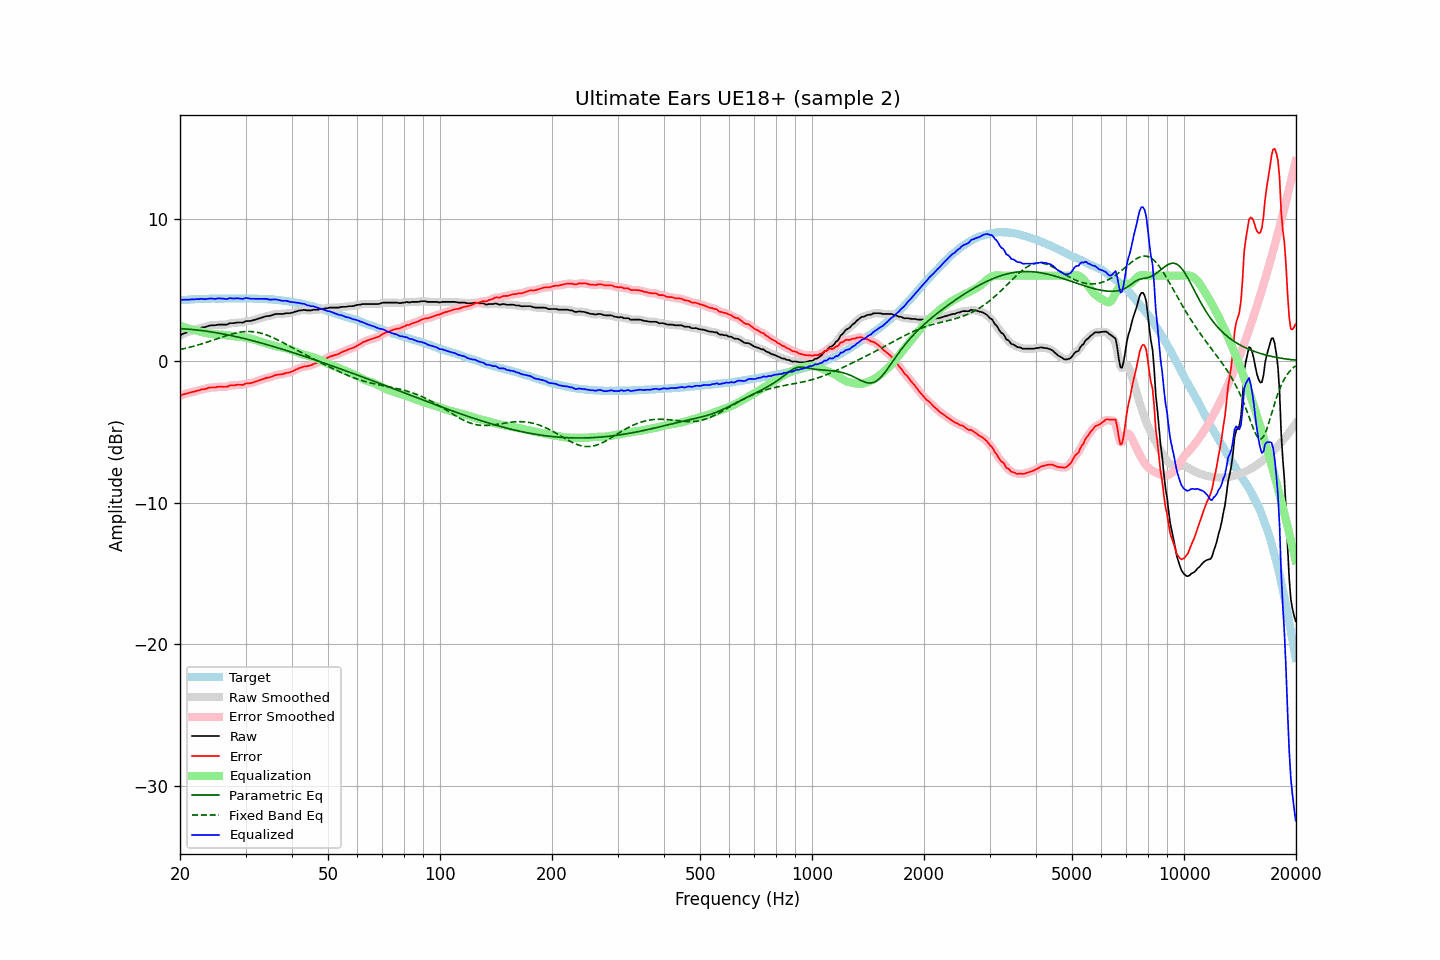 Ultimate Ears UE18+ (sample 2)
Amplitude (dBr)
10
0
−10
−20
−30
Target
Raw Smoothed
Error Smoothed
Raw
Error
Equalization
Parametric Eq
Fixed Band Eq
Equalized
20 50 100 200 500 1000 2000 5000 10000 20000
Frequency (Hz)